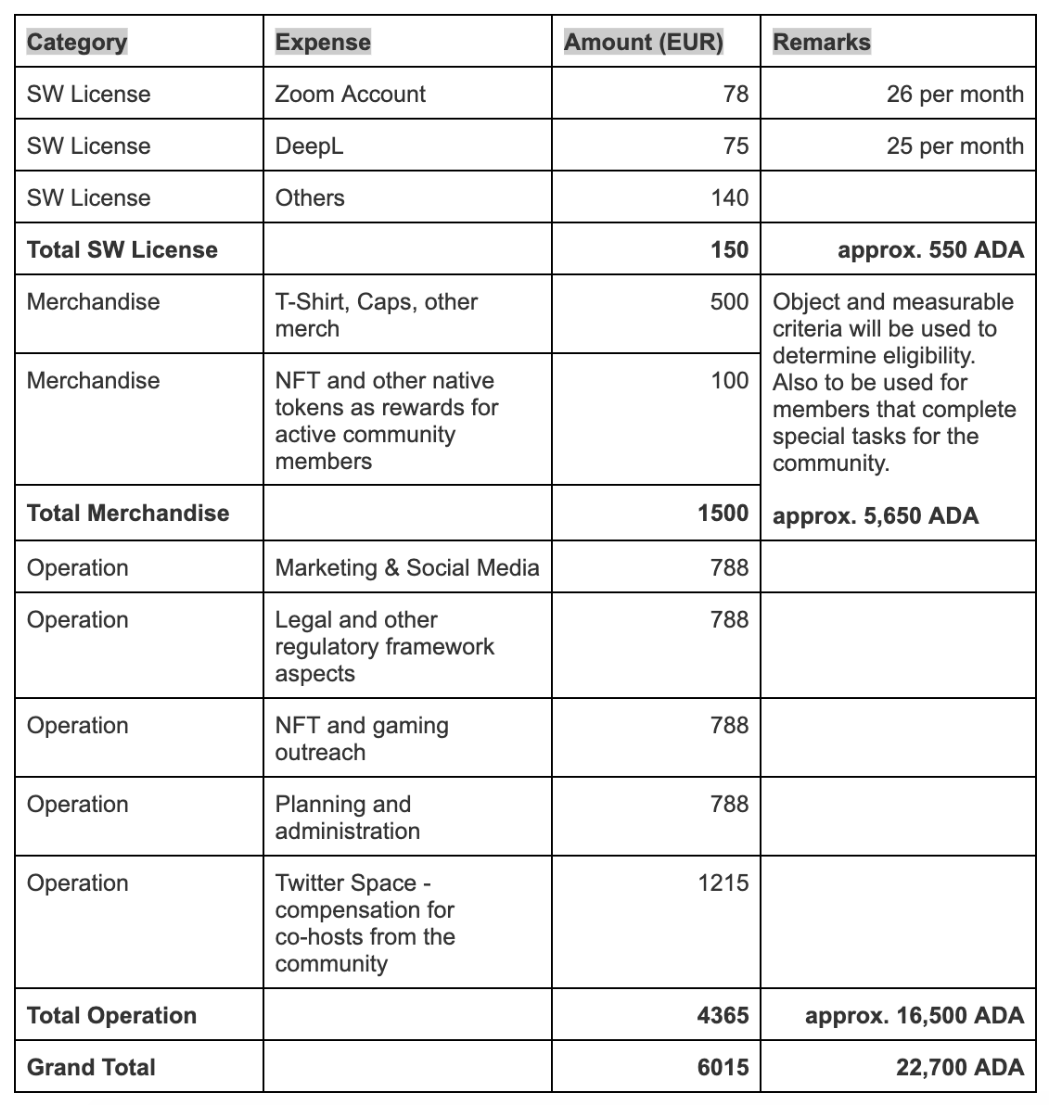 Category Expense Amount (EUR) Remarks
SW License Zoom Account 78 26 per month
SW License DeepL 75 25 per month
SW License Others 140
Total SW License 150 approx. 550 ADA
Merchandise T-Shirt, Caps, other 500 Object and measurable
merch criteria will be used to
determine eligibility.
Merchandise NFT and other native 100 Also to be used for
tokens as rewards for members that complete
active community special tasks for the
members community.
Total Merchandise 1500 approx. 5,650 ADA
Operation Marketing & Social Media 788
Operation Legal and other 788
regulatory framework
aspects
Operation NFT and gaming 788
outreach
Operation Planning and 788
administration
Operation Twitter Space - 1215
compensation for
co-hosts from the
community
Total Operation 4365 approx. 16,500 ADA
Grand Total 6015 22,700 ADA